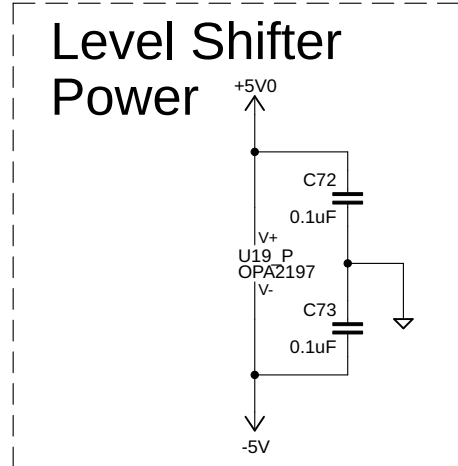 Level Shifter
Power
+5V0
C72
0.1uF
V+
U19_P
OPA2197
V-
C73
0.1uF
-5V